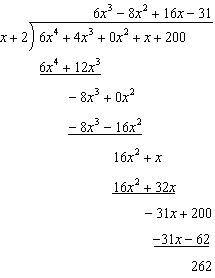 6x³ − 8x² + 16x − 31
x + 2) 6x⁴ + 4x³ + 0x² + x + 200
6x⁴ + 12x³
− 8x³ + 0x²
− 8x³ − 16x²
16x² + x
16x² + 32x
− 31x + 200
−31x − 62
262